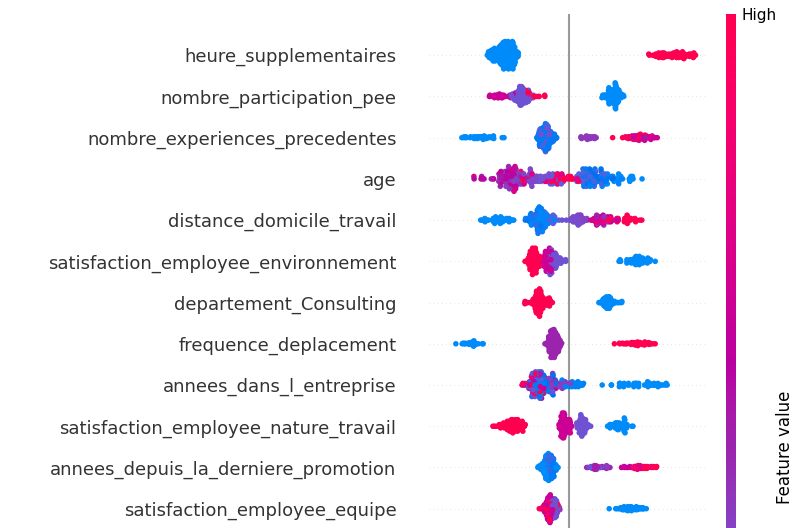 High
heure_supplementaires
nombre_participation_pee
nombre_experiences_precedentes
age
distance_domicile_travail
satisfaction_employee_environnement
departement_Consulting
frequence_deplacement
annees_dans_l_entreprise
satisfaction_employee_nature_travail
annees_depuis_la_derniere_promotion
satisfaction_employee_equipe
Feature value